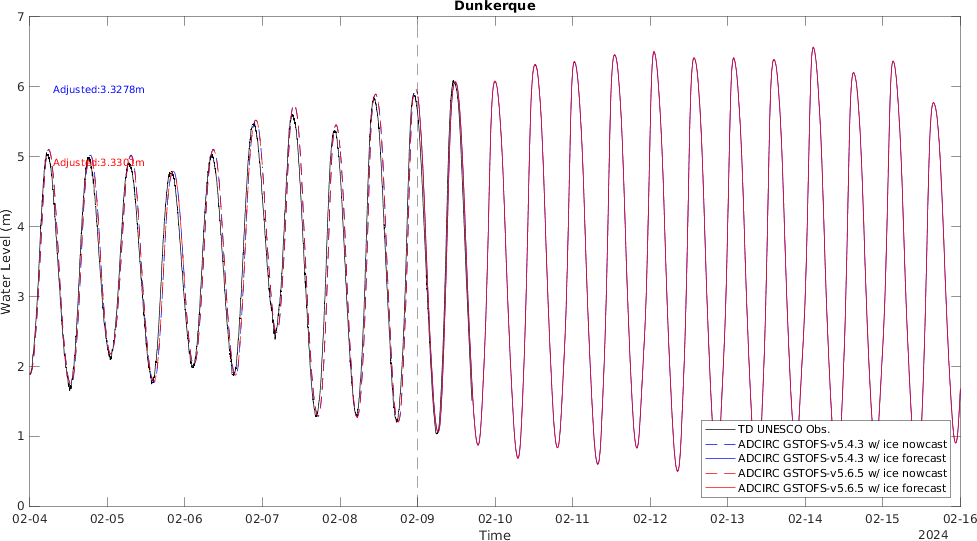 Dunkerque
7
6
5
4
3
2
1
0
Water Level (m)
Adjusted:3.3278m
Adjusted:3.3301m
TD UNESCO Obs.
ADCIRC GSTOFS-v5.4.3 w/ ice nowcast
ADCIRC GSTOFS-v5.4.3 w/ ice forecast
ADCIRC GSTOFS-v5.6.5 w/ ice nowcast
ADCIRC GSTOFS-v5.6.5 w/ ice forecast
02-04 02-05 02-06 02-07 02-08 02-09 02-10 02-11 02-12 02-13 02-14 02-15 02-16
Time
2024